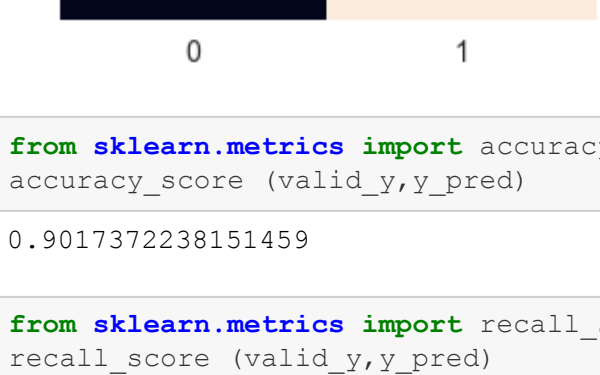 0 1
from sklearn.metrics import accuracy
accuracy_score (valid_y,y_pred)
0.9017372238151459
from sklearn.metrics import recall_
recall_score (valid_y,y_pred)